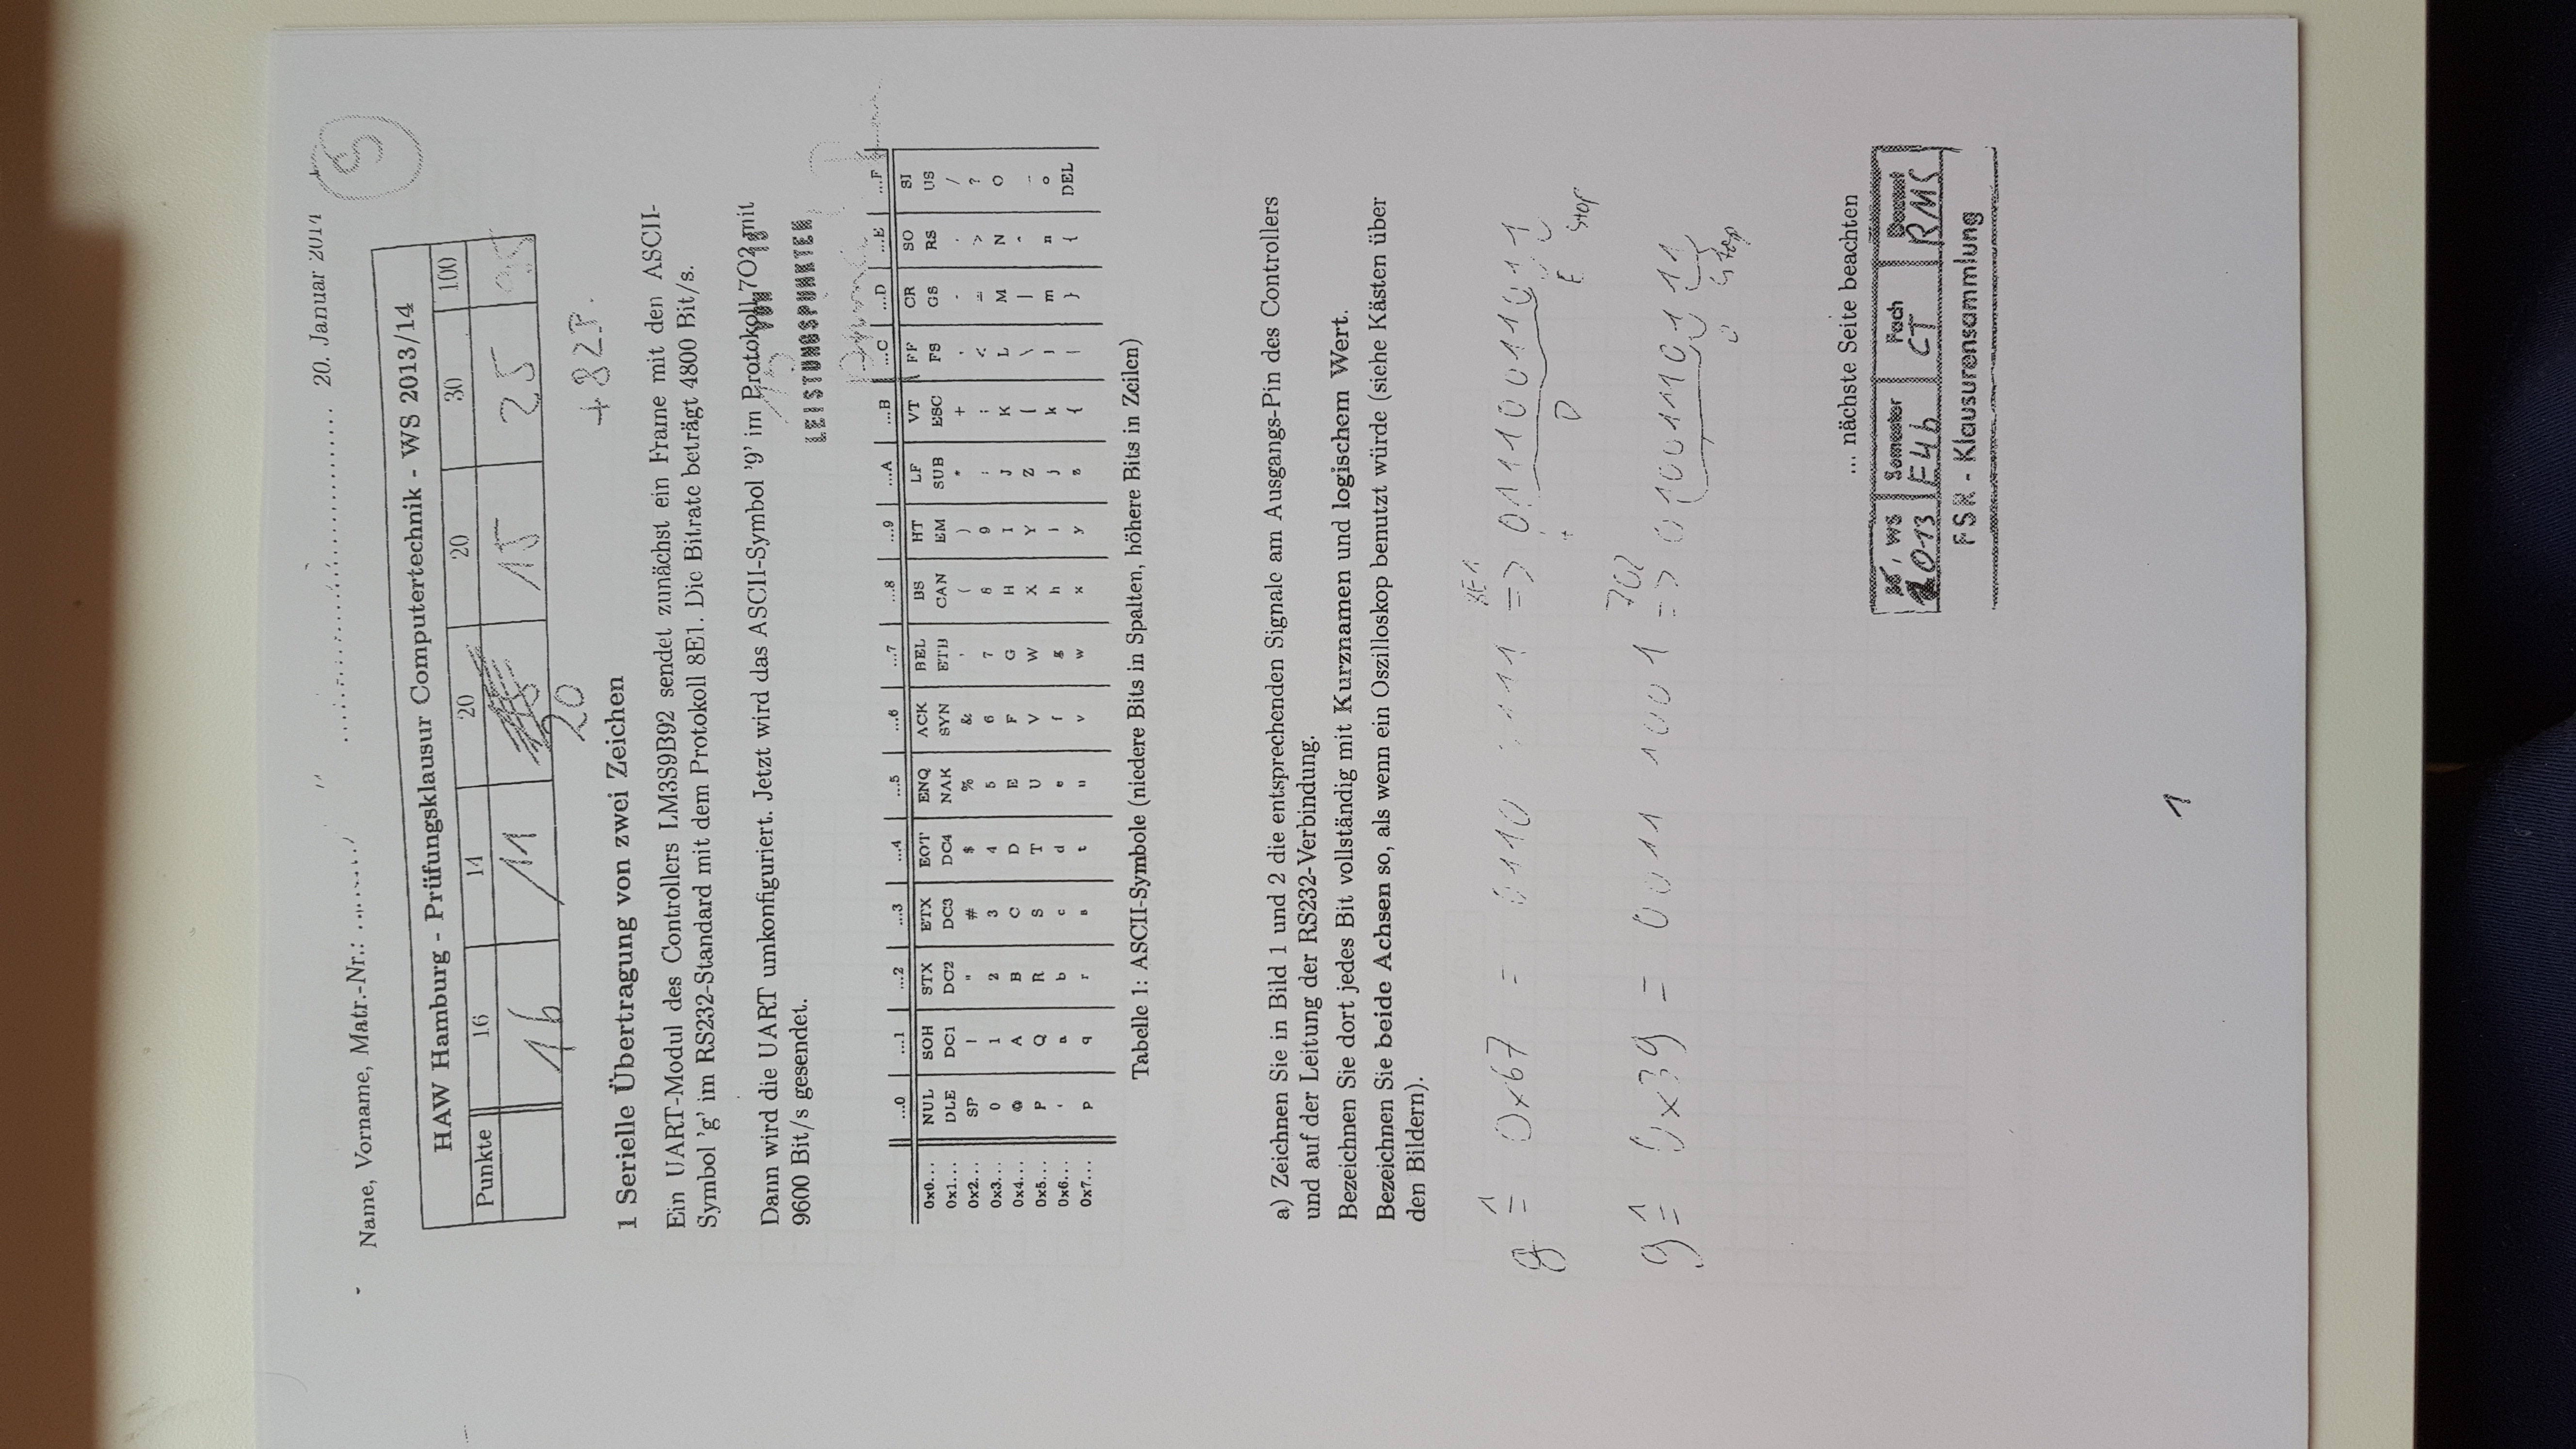 20. Januar 2014
Name, Vorname, Matr.-Nr.:
S
HAW Hamburg - Prüfungsklausur Computertechnik - WS 2013/14
Punkte 16 14 20 20 30 100
16 11 15 25
20
+82P.
1 Serielle Übertragung von zwei Zeichen
Ein UART-Modul des Controllers LM3S9B92 sendet zunächst ein Frame mit den ASCII-
Symbol 'g' im RS232-Standard mit dem Protokoll 8E1. Die Bitrate beträgt 4800 Bit/s.
Dann wird die UART umkonfiguriert. Jetzt wird das ASCII-Symbol '9' im Protokoll 7O2 mit
9600 Bit/s gesendet.
15 VON 15
LEISTUNGSPUNKTEN
...0 ...1 ...2 ...3 ...4 ...5 ...6 ...7 ...8 ...9 ...A ...B ...C ...D ...E ...F
0x0... NUL SOH STX ETX EOT ENQ ACK BEL BS HT LF VT FF CR SO SI
0x1... DLE DC1 DC2 DC3 DC4 NAK SYN ETB CAN EM SUB ESC FS GS RS US
0x2... SP ! " # $ % & ' ( ) * + , - . /
0x3... 0 1 2 3 4 5 6 7 8 9 : ; < = > ?
0x4... @ A B C D E F G H I J K L M N O
0x5... P Q R S T U V W X Y Z [ \ ] ^ _
0x6... ‘ a b c d e f g h i j k l m n o
0x7... p q r s t u v w x y z { | } { DEL
Tabelle 1: ASCII-Symbole (niedere Bits in Spalten, höhere Bits in Zeilen)
a) Zeichnen Sie in Bild 1 und 2 die entsprechenden Signale am Ausgangs-Pin des Controllers
und auf der Leitung der RS232-Verbindung.
Bezeichnen Sie dort jedes Bit vollständig mit Kurznamen und logischem Wert.
Bezeichnen Sie beide Achsen so, als wenn ein Oszilloskop benutzt würde (siehe Kästen über
den Bildern).
8E1
g ≙ 0x67 = 0110 0111 => 01110011011
D E Stop
7O2
9 ≙ 0x39 = 0011 1001 => 01001110111
O Stop
... nächste Seite beachten
SS, WS Semester Fach Dozent
2013 E4b CT RMS
FSR - Klausurensammlung
1